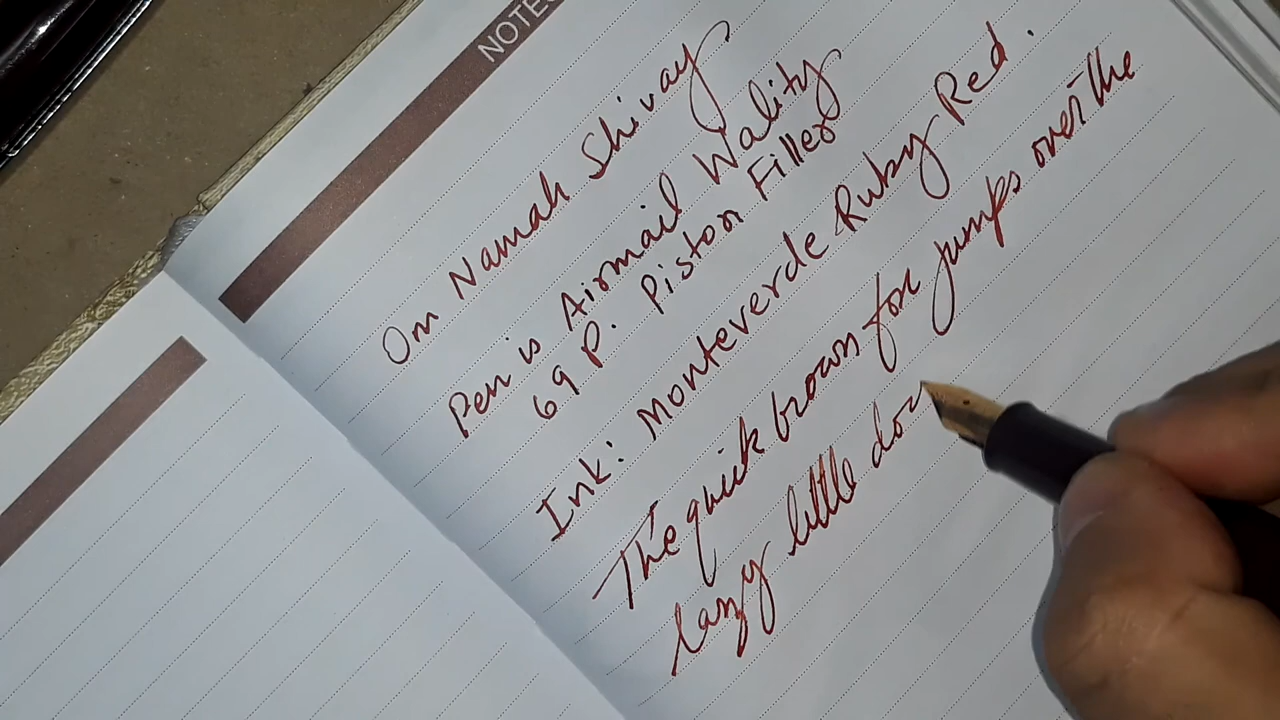 NOTES
Om Namah Shivay
Pen is Airmail Wality
69 P. Piston Filler
Ink: Monteverde Ruby Red.
The quick brown fox jumps over the
lazy little do